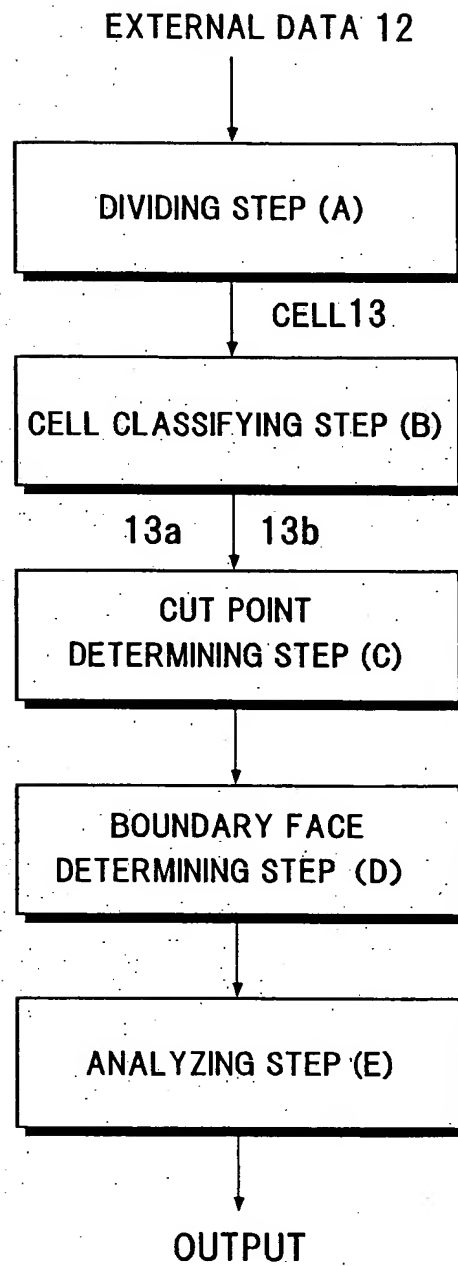 EXTERNAL DATA 12
DIVIDING STEP (A)
CELL13
CELL CLASSIFYING STEP (B)
13a 13b
CUT POINT
DETERMINING STEP (C)
BOUNDARY FACE
DETERMINING STEP (D)
ANALYZING STEP (E)
OUTPUT